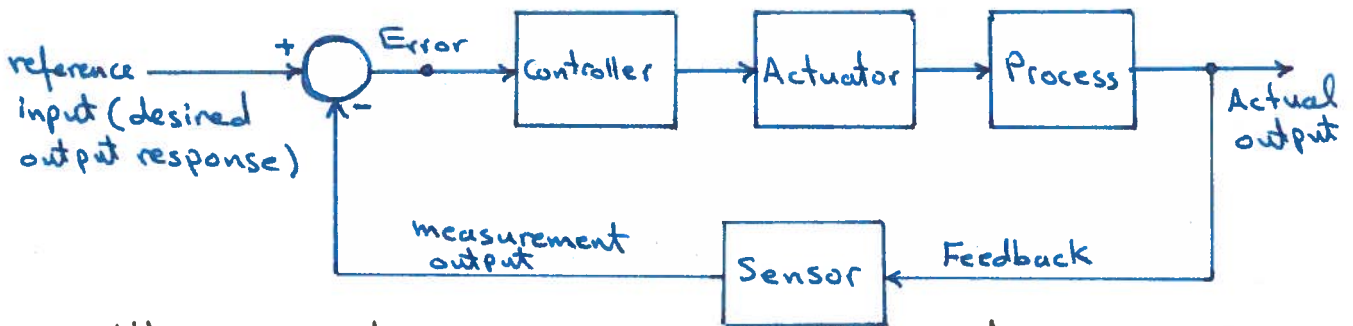 +
Error
reference
input (desired
output response)
-
Controller
Actuator
Process
Actual
output
measurement
output
Sensor
Feedback